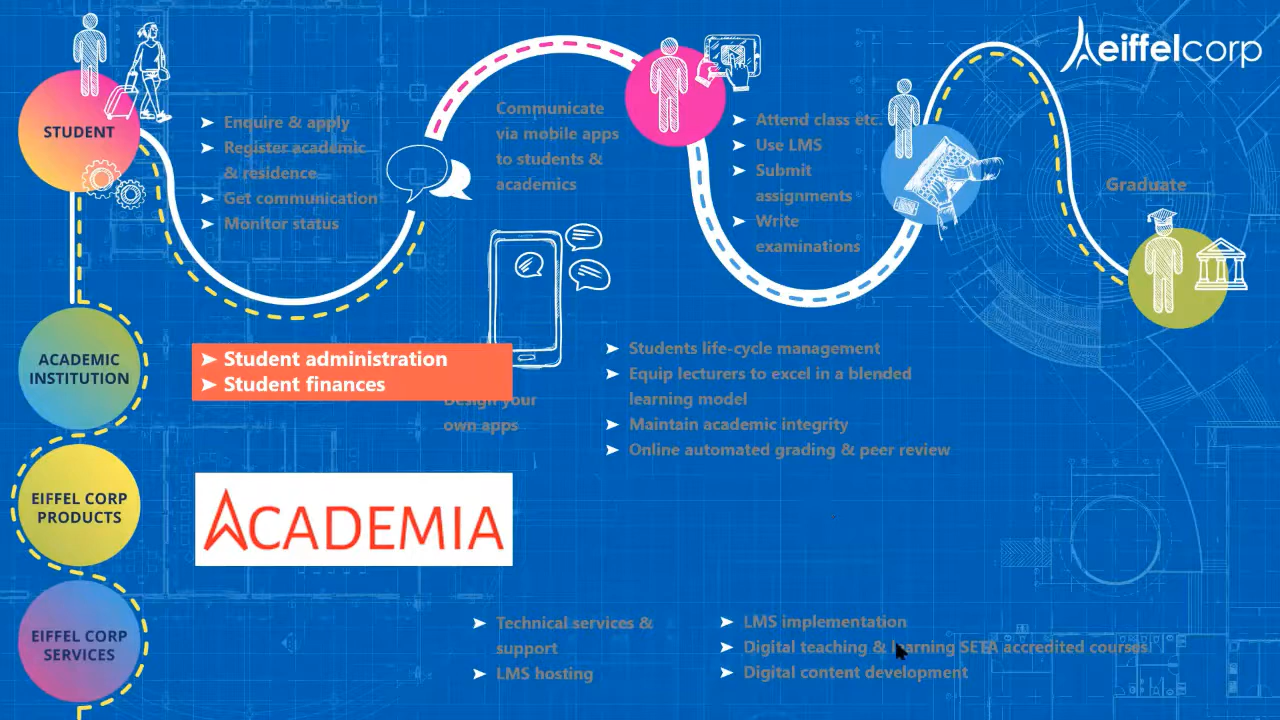 eiffelcorp
STUDENT
➤ Enquire & apply
➤ Register academic
& residence
➤ Get communication
➤ Monitor status
Communicate
via mobile apps
to students &
academics
➤ Attend class etc.
➤ Use LMS
➤ Submit
assignments
➤ Write
examinations
Graduate
ACADEMIC
INSTITUTION
➤ Student administration
➤ Student finances
Design your
own apps
➤ Students life-cycle management
➤ Equip lecturers to excel in a blended
learning model
➤ Maintain academic integrity
➤ Online automated grading & peer review
EIFFEL CORP
PRODUCTS
ACADEMIA
EIFFEL CORP
SERVICES
➤ Technical services &
support
➤ LMS hosting
➤ LMS implementation
➤ Digital teaching & learning SETA accredited courses
➤ Digital content development